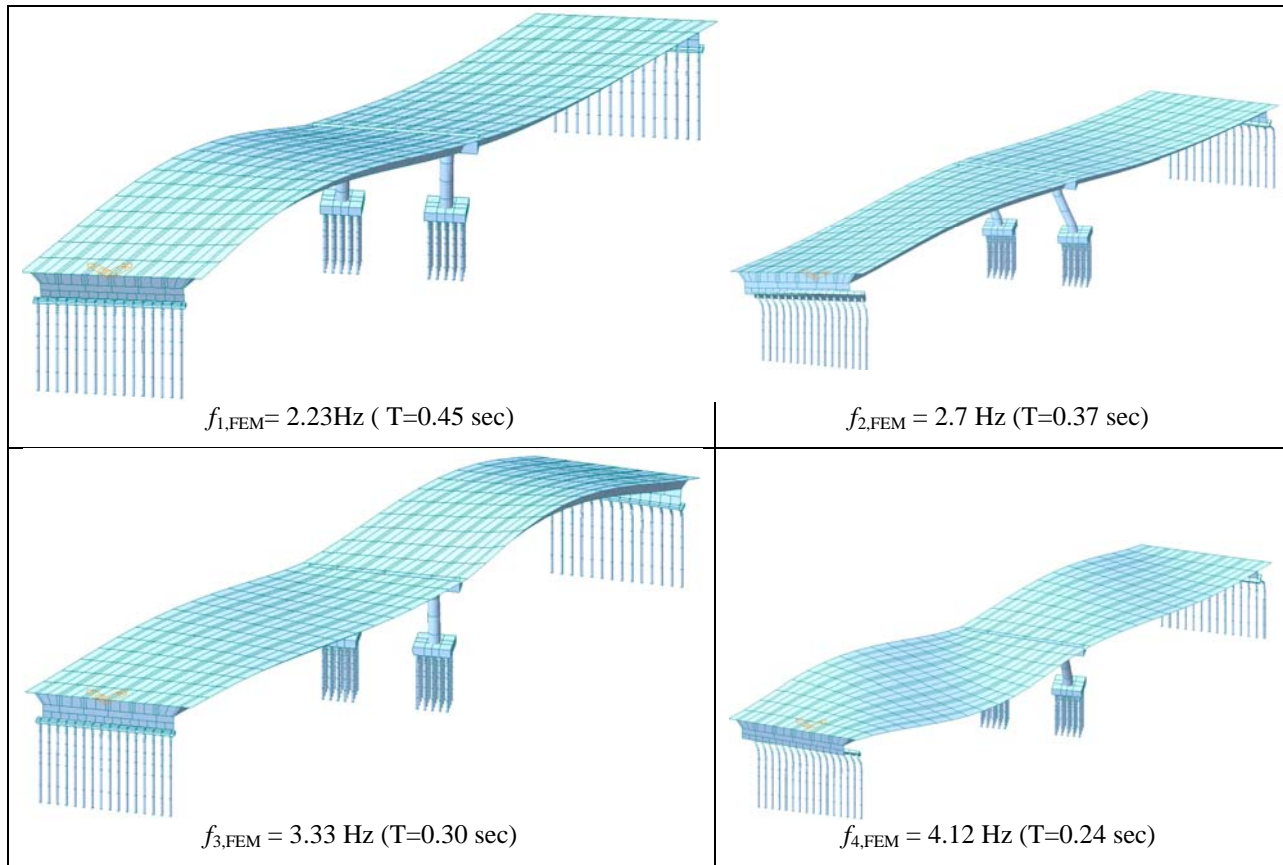 f1,FEM= 2.23Hz ( T=0.45 sec)
f2,FEM = 2.7 Hz (T=0.37 sec)
f3,FEM = 3.33 Hz (T=0.30 sec)
f4,FEM = 4.12 Hz (T=0.24 sec)